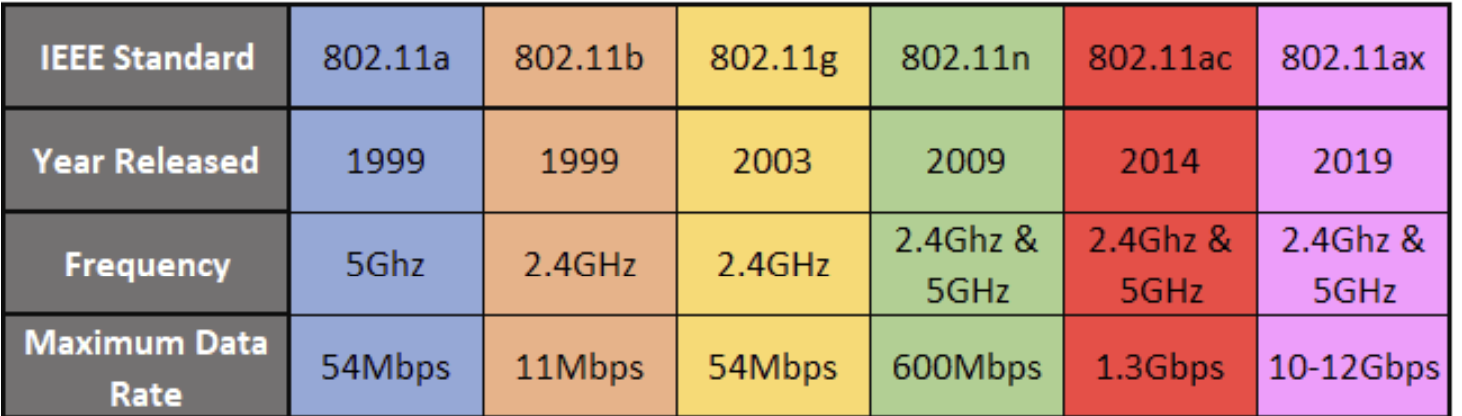 IEEE Standard 802.11a 802.11b 802.11g 802.11n 802.11ac 802.11ax
Year Released 1999 1999 2003 2009 2014 2019
Frequency 5Ghz 2.4GHz 2.4GHz 2.4Ghz & 5GHz 2.4Ghz & 5GHz 2.4Ghz & 5GHz
Maximum Data Rate 54Mbps 11Mbps 54Mbps 600Mbps 1.3Gbps 10-12Gbps